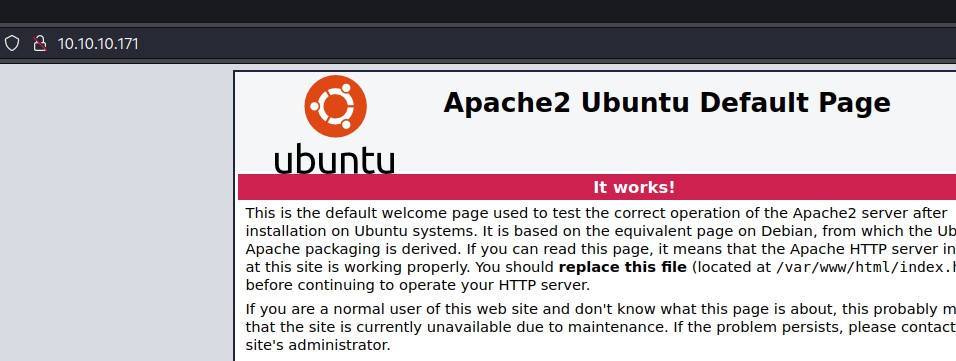 10.10.10.171
Apache2 Ubuntu Default Page
ubuntu
It works!
This is the default welcome page used to test the correct operation of the Apache2 server after
installation on Ubuntu systems. It is based on the equivalent page on Debian, from which the Ub
Apache packaging is derived. If you can read this page, it means that the Apache HTTP server in
at this site is working properly. You should replace this file (located at /var/www/html/index.h
before continuing to operate your HTTP server.
If you are a normal user of this web site and don't know what this page is about, this probably m
that the site is currently unavailable due to maintenance. If the problem persists, please contact
site's administrator.